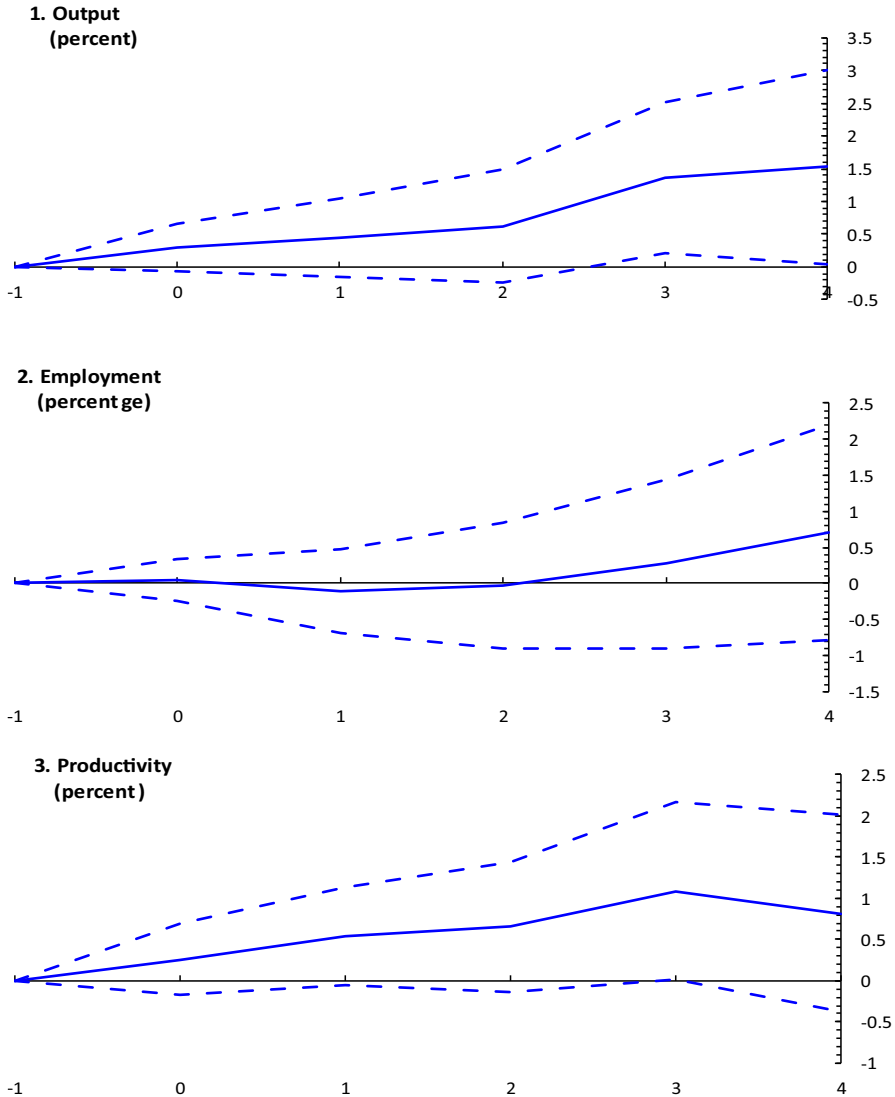 1. Output
(percent)
3.5
3
2.5
2
1.5
1
0.5
0
-0.5
-1 0 1 2 3 4
2. Employment
(percent ge)
2.5
2
1.5
1
0.5
0
-0.5
-1
-1.5
-1 0 1 2 3 4
3. Productivity
(percent )
2.5
2
1.5
1
0.5
0
-0.5
-1
-1 0 1 2 3 4